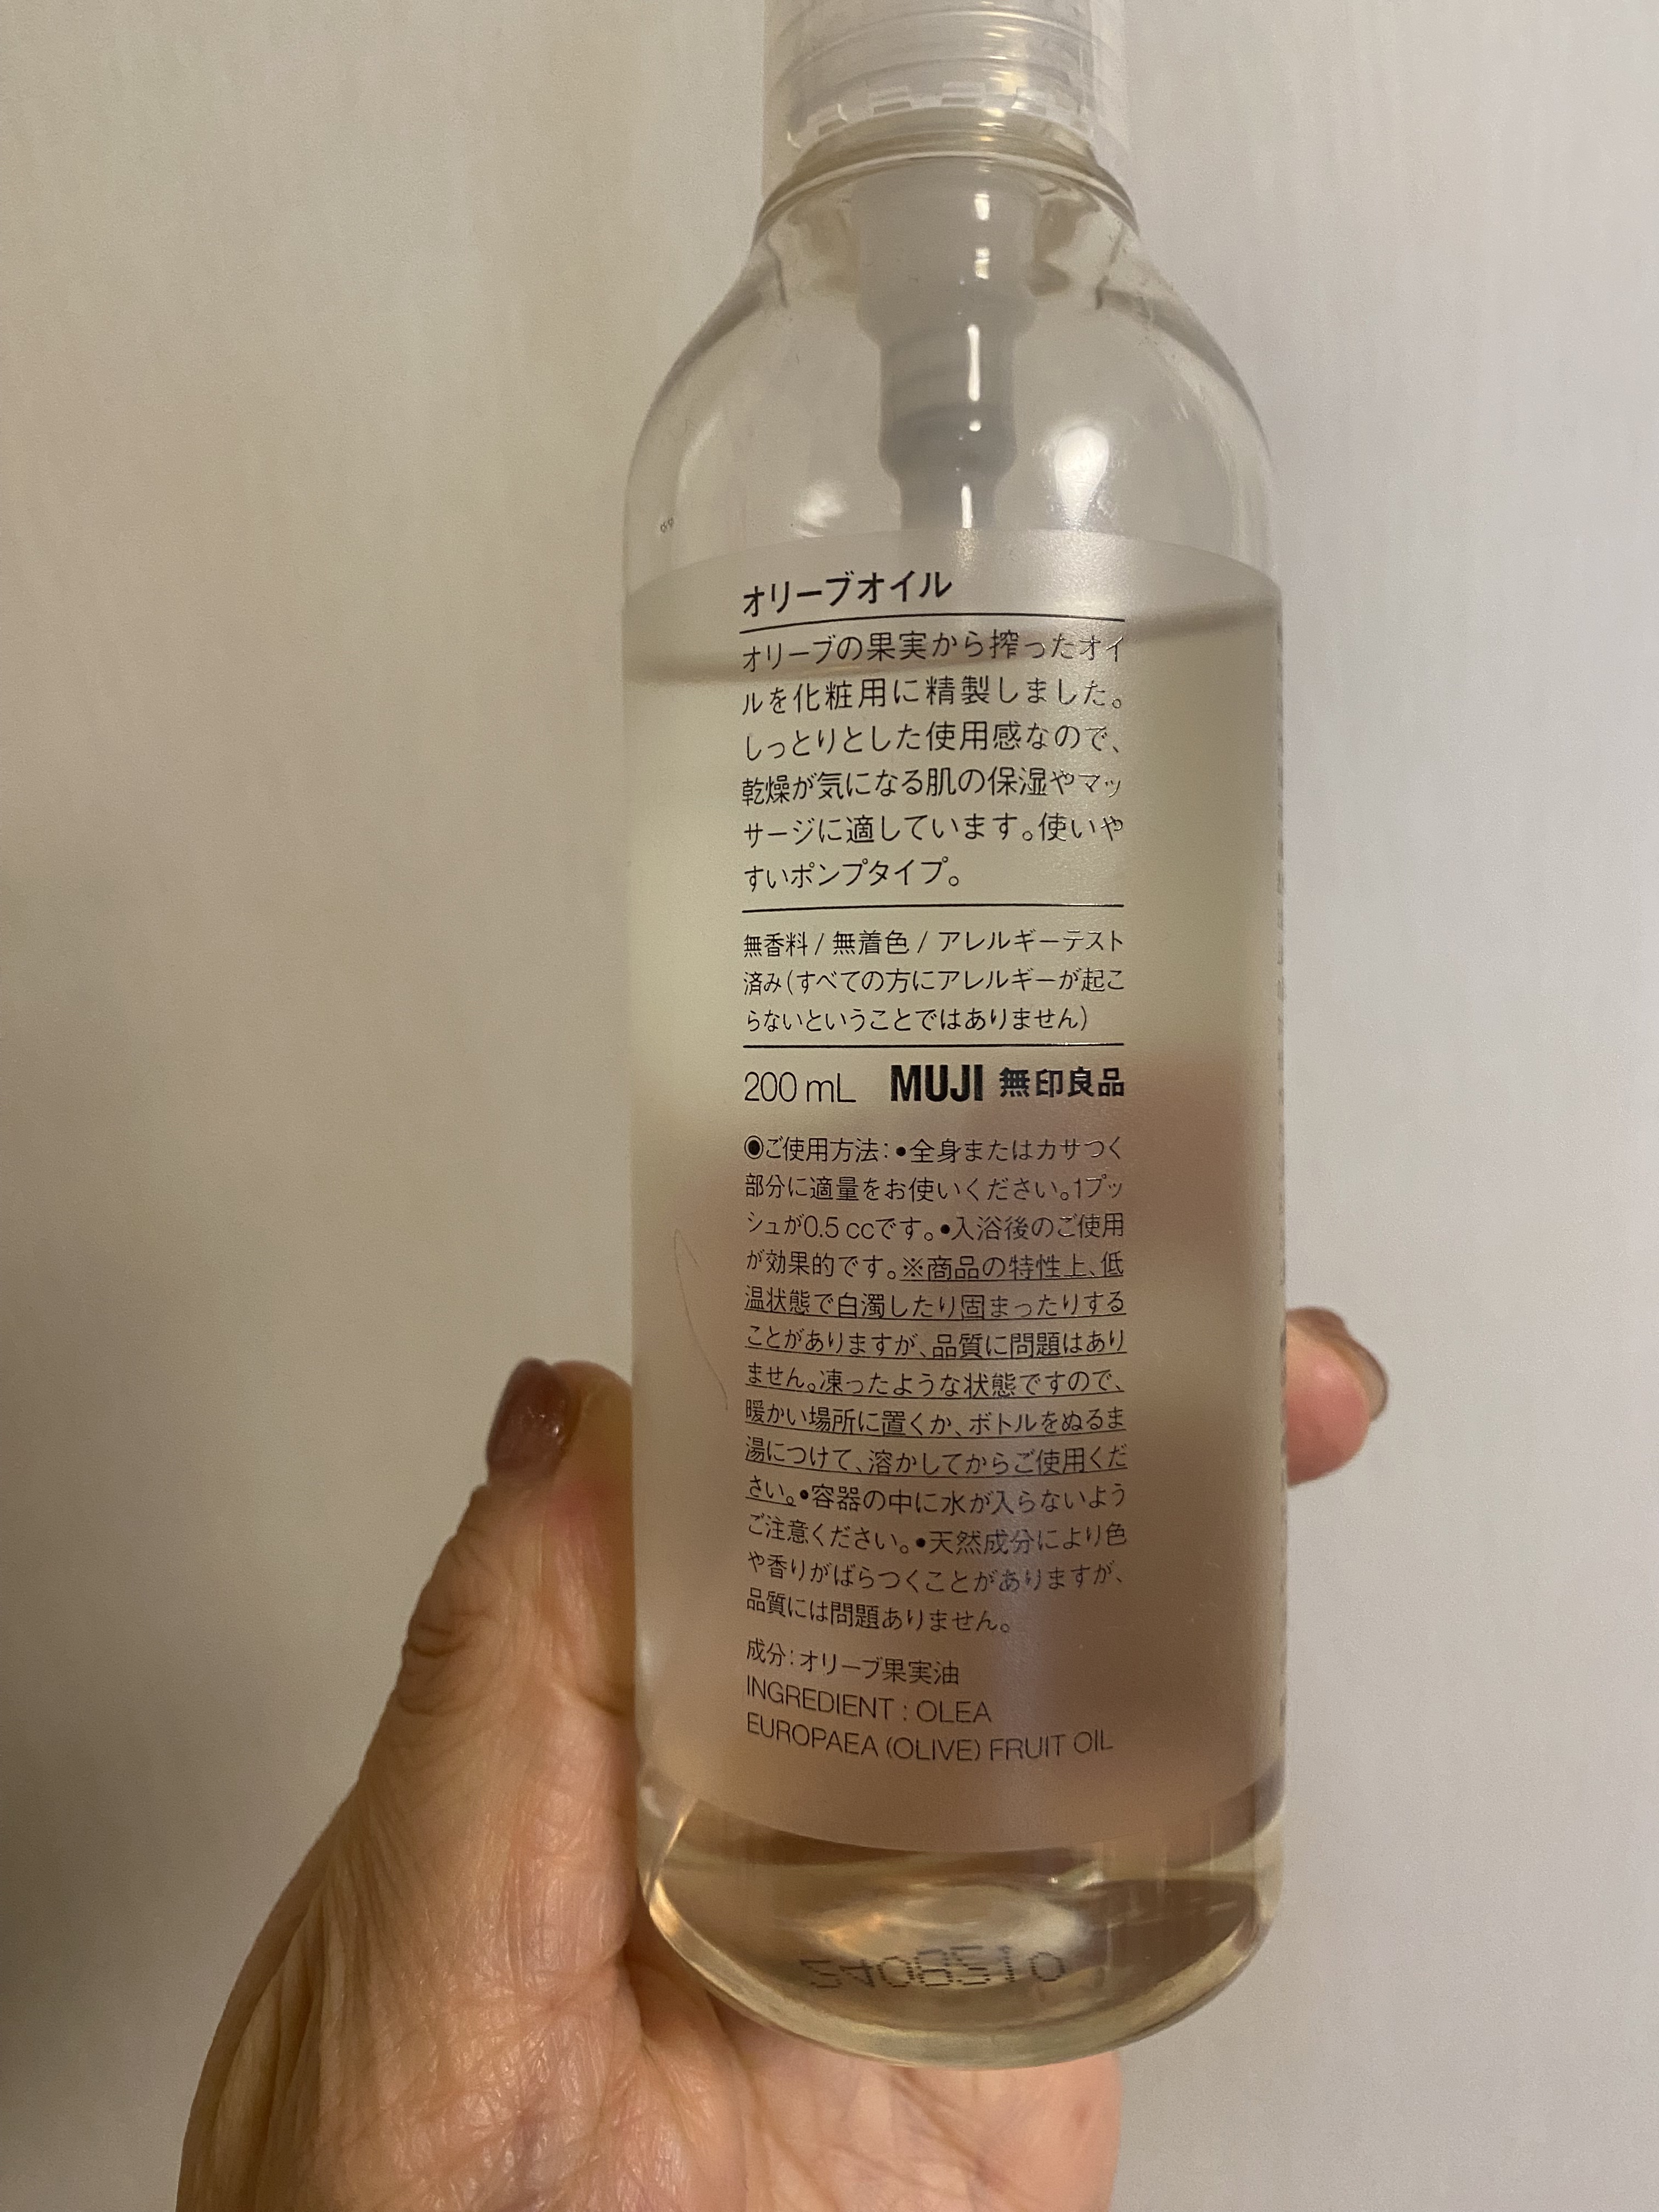 オリーブオイル
オリーブの果実から搾ったオイ
ルを化粧用に精製しました。
しっとりとした使用感なので、
乾燥が気になる肌の保湿やマッ
サージに適しています。使いや
すいポンプタイプ。
無香料 / 無着色 / アレルギーテスト
済み(すべての方にアレルギーが起こ
らないということではありません)
200 mL MUJI 無印良品
◉ご使用方法:•全身またはカサつく
部分に適量をお使いください。1プッ
シュが0.5 ccです。•入浴後のご使用
が効果的です。※商品の特性上、低
温状態で白濁したり固まったりする
ことがありますが、品質に問題はあり
ません。凍ったような状態ですので、
暖かい場所に置くか、ボトルをぬるま
湯につけて、溶かしてからご使用くだ
さい。•容器の中に水が入らないよう
ご注意ください。•天然成分により色
や香りがばらつくことがありますが、
品質には問題ありません。
成分:オリーブ果実油
INGREDIENT : OLEA
EUROPAEA (OLIVE) FRUIT OIL